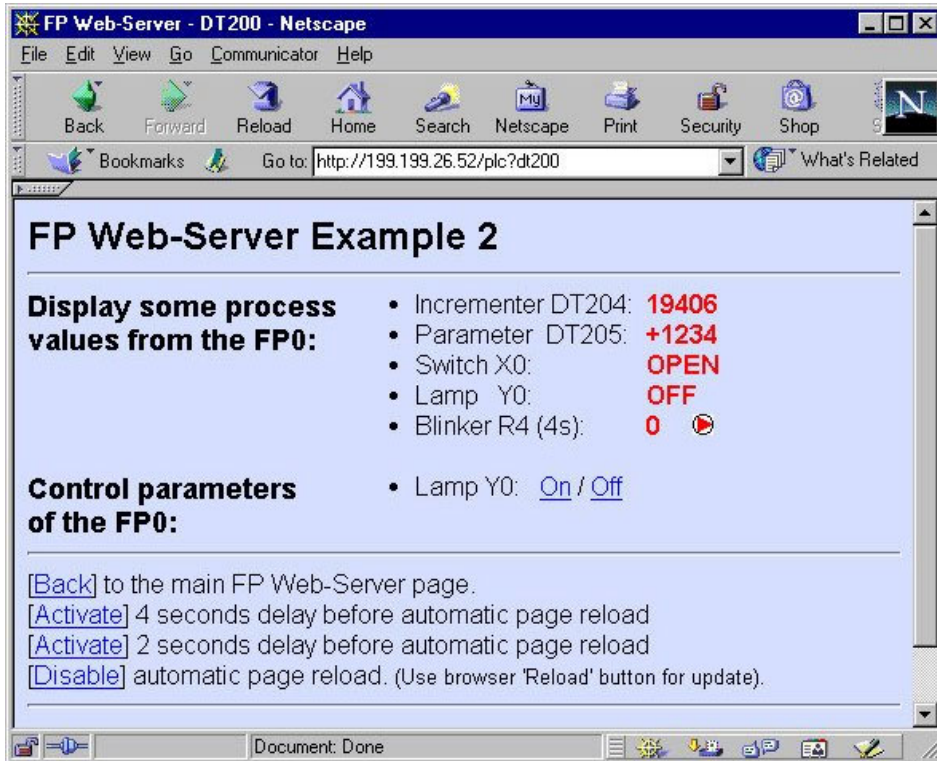 FP Web-Server - DT200 - Netscape
File Edit View Go Communicator Help
Back Forward Reload Home Search Netscape Print Security Shop S
My
N
Bookmarks Go to: http://199.199.26.52/plc?dt200 What's Related
FP Web-Server Example 2
Display some process
values from the FP0:
• Incrementer DT204: 19406
• Parameter DT205: +1234
• Switch X0: OPEN
• Lamp Y0: OFF
• Blinker R4 (4s): 0
Control parameters
of the FP0:
• Lamp Y0: On / Off
[Back] to the main FP Web-Server page.
[Activate] 4 seconds delay before automatic page reload
[Activate] 2 seconds delay before automatic page reload
[Disable] automatic page reload. (Use browser 'Reload' button for update).
Document: Done